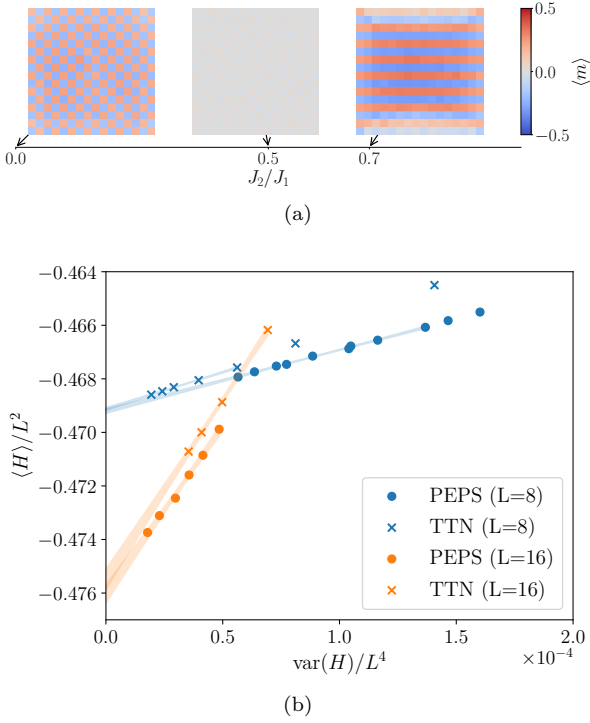 0.5
0.0
−0.5
⟨m⟩
0.0
0.5
0.7
J₂/J₁
(a)
−0.464
−0.466
−0.468
−0.470
−0.472
−0.474
−0.476
⟨H⟩/L²
PEPS (L=8)
TTN (L=8)
PEPS (L=16)
TTN (L=16)
0.0
0.5
1.0
1.5
2.0
×10⁻⁴
var(H)/L⁴
(b)